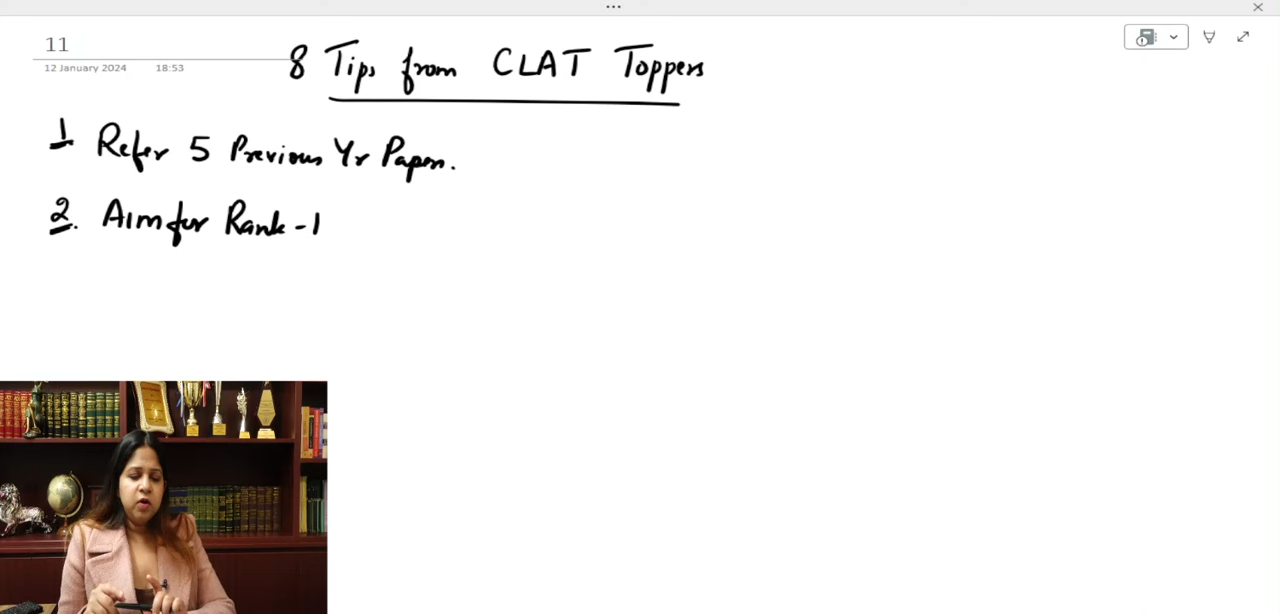 11
12 January 2024 18:53
8 Tips from CLAT Toppers
1 Refer 5 Previous Yr Papers.
2. Aim for Rank-1